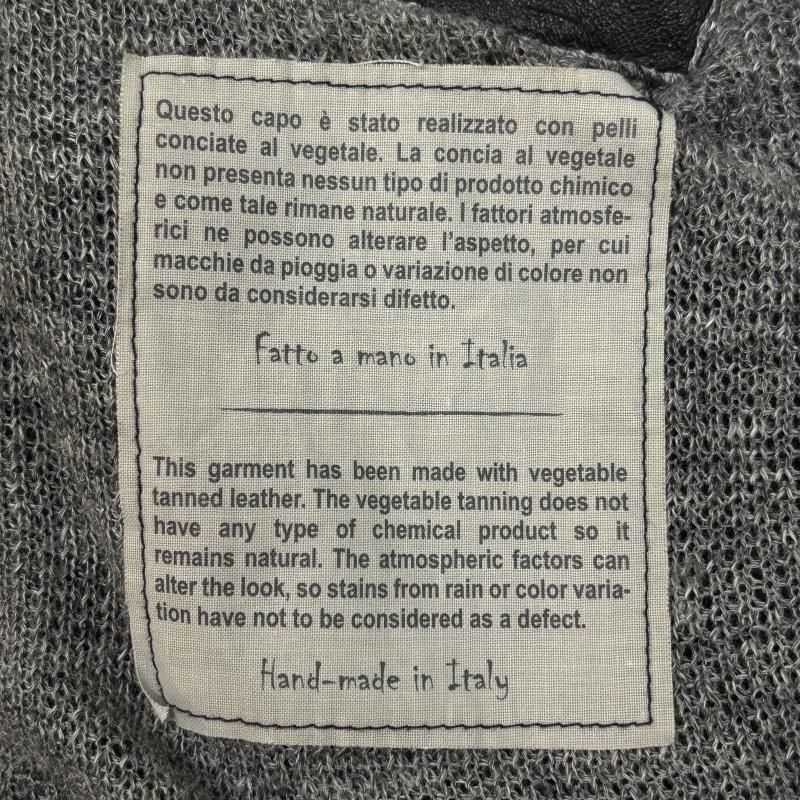 Questo capo è stato realizzato con pelli
conciate al vegetale. La concia al vegetale
non presenta nessun tipo di prodotto chimico
e come tale rimane naturale. I fattori atmosfe-
rici ne possono alterare l'aspetto, per cui
macchie da pioggia o variazione di colore non
sono da considerarsi difetto.
Fatto a mano in Italia
This garment has been made with vegetable
tanned leather. The vegetable tanning does not
have any type of chemical product so it
remains natural. The atmospheric factors can
alter the look, so stains from rain or color varia-
tion have not to be considered as a defect.
Hand-made in Italy